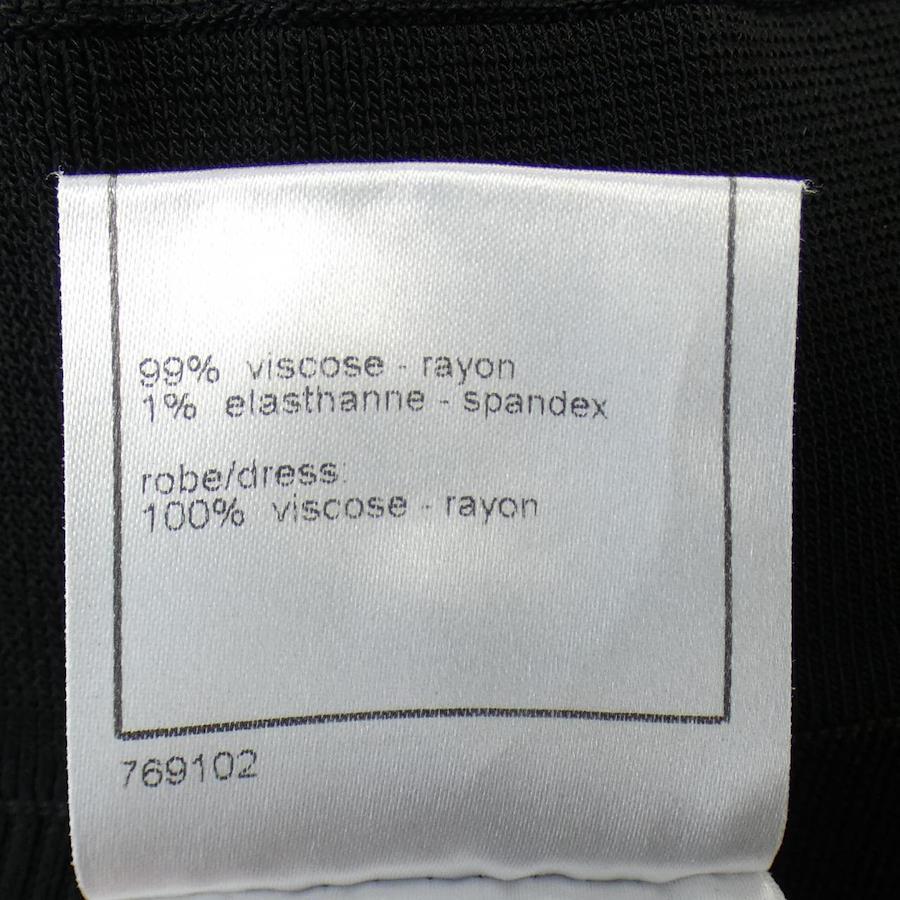 99% viscose - rayon
1% elasthanne - spandex
robe/dress:
100% viscose - rayon
769102